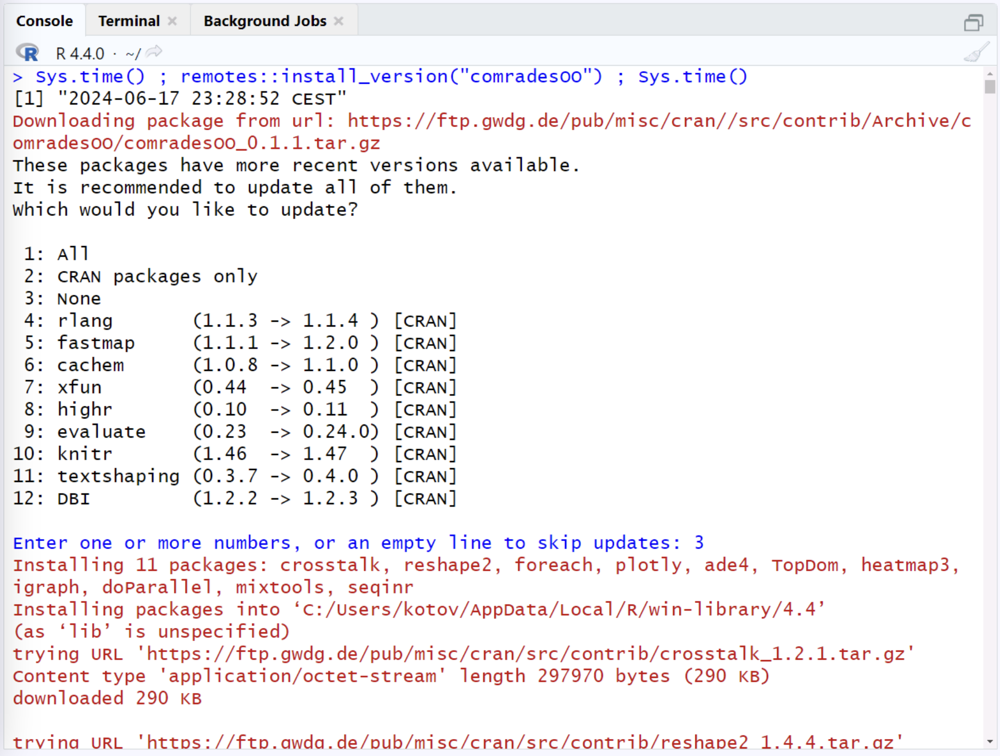 Console Terminal Background Jobs
R R 4.4.0 · ~/
> Sys.time() ; remotes::install_version("comradesOO") ; Sys.time()
[1] "2024-06-17 23:28:52 CEST"
Downloading package from url: https://ftp.gwdg.de/pub/misc/cran//src/contrib/Archive/c
omradesOO/comradesOO_0.1.1.tar.gz
These packages have more recent versions available.
It is recommended to update all of them.
Which would you like to update?
1: All
2: CRAN packages only
3: None
4: rlang (1.1.3 -> 1.1.4 ) [CRAN]
5: fastmap (1.1.1 -> 1.2.0 ) [CRAN]
6: cachem (1.0.8 -> 1.1.0 ) [CRAN]
7: xfun (0.44 -> 0.45 ) [CRAN]
8: highr (0.10 -> 0.11 ) [CRAN]
9: evaluate (0.23 -> 0.24.0) [CRAN]
10: knitr (1.46 -> 1.47 ) [CRAN]
11: textshaping (0.3.7 -> 0.4.0 ) [CRAN]
12: DBI (1.2.2 -> 1.2.3 ) [CRAN]
Enter one or more numbers, or an empty line to skip updates: 3
Installing 11 packages: crosstalk, reshape2, foreach, plotly, ade4, TopDom, heatmap3,
igraph, doParallel, mixtools, seqinr
Installing packages into ‘C:/Users/kotov/AppData/Local/R/win-library/4.4’
(as ‘lib’ is unspecified)
trying URL 'https://ftp.gwdg.de/pub/misc/cran/src/contrib/crosstalk_1.2.1.tar.gz'
Content type 'application/octet-stream' length 297970 bytes (290 KB)
downloaded 290 KB
trying URL 'https://ftp.gwdg.de/pub/misc/cran/src/contrib/reshape2_1.4.4.tar.gz'